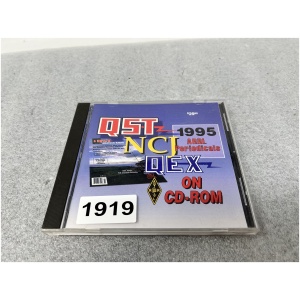 QST
NCJ
QEX
1995
ARRL
Periodicals
ON
CD-ROM
1919